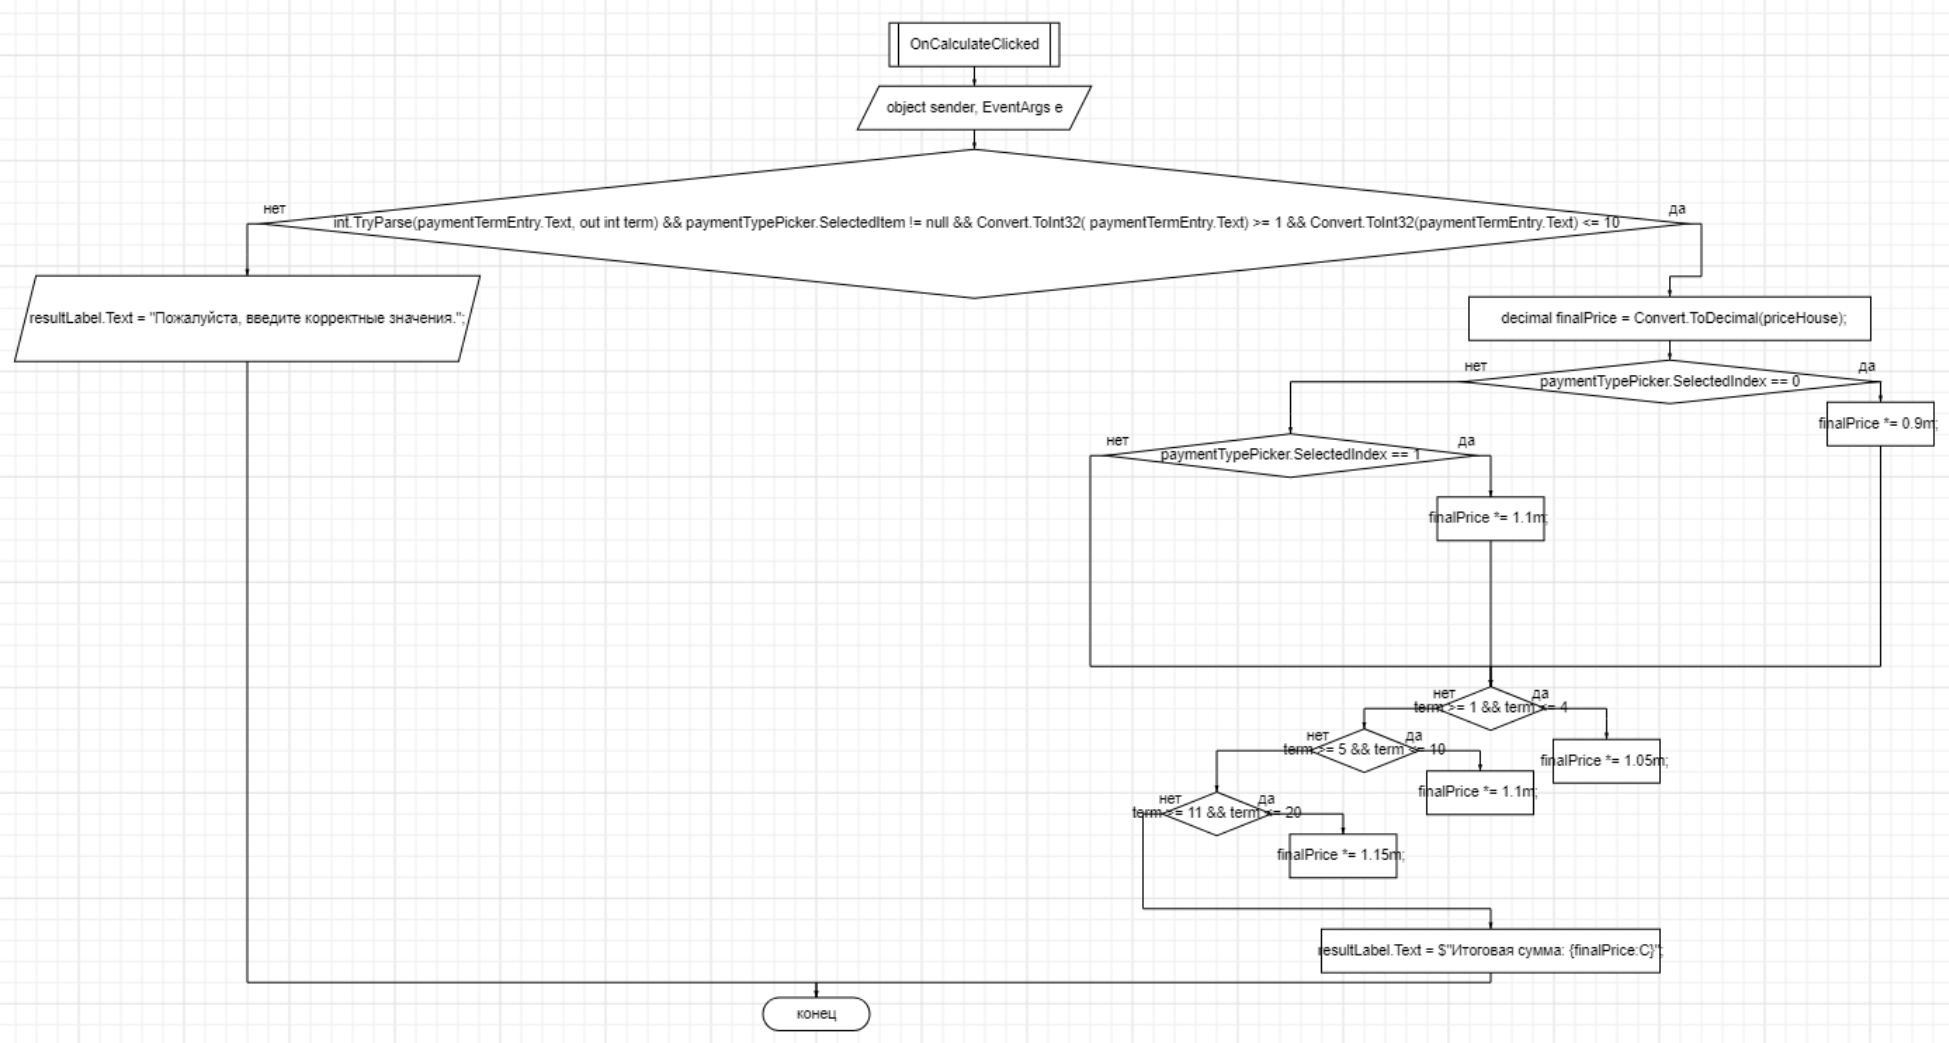 OnCalculateClicked
object sender, EventArgs e
нет
да
int.TryParse(paymentTermEntry.Text, out int term) && paymentTypePicker.SelectedItem != null && Convert.ToInt32( paymentTermEntry.Text) >= 1 && Convert.ToInt32(paymentTermEntry.Text) <= 10
resultLabel.Text = "Пожалуйста, введите корректные значения.";
decimal finalPrice = Convert.ToDecimal(priceHouse);
нет
да
paymentTypePicker.SelectedIndex == 0
finalPrice *= 0.9m;
нет
да
paymentTypePicker.SelectedIndex == 1
finalPrice *= 1.1m;
нет
да
term >= 1 && term <= 4
нет
да
term >= 5 && term <= 10
finalPrice *= 1.05m;
finalPrice *= 1.1m;
нет
да
term >= 11 && term <= 20
finalPrice *= 1.15m;
resultLabel.Text = $"Итоговая сумма: {finalPrice:C}";
конец